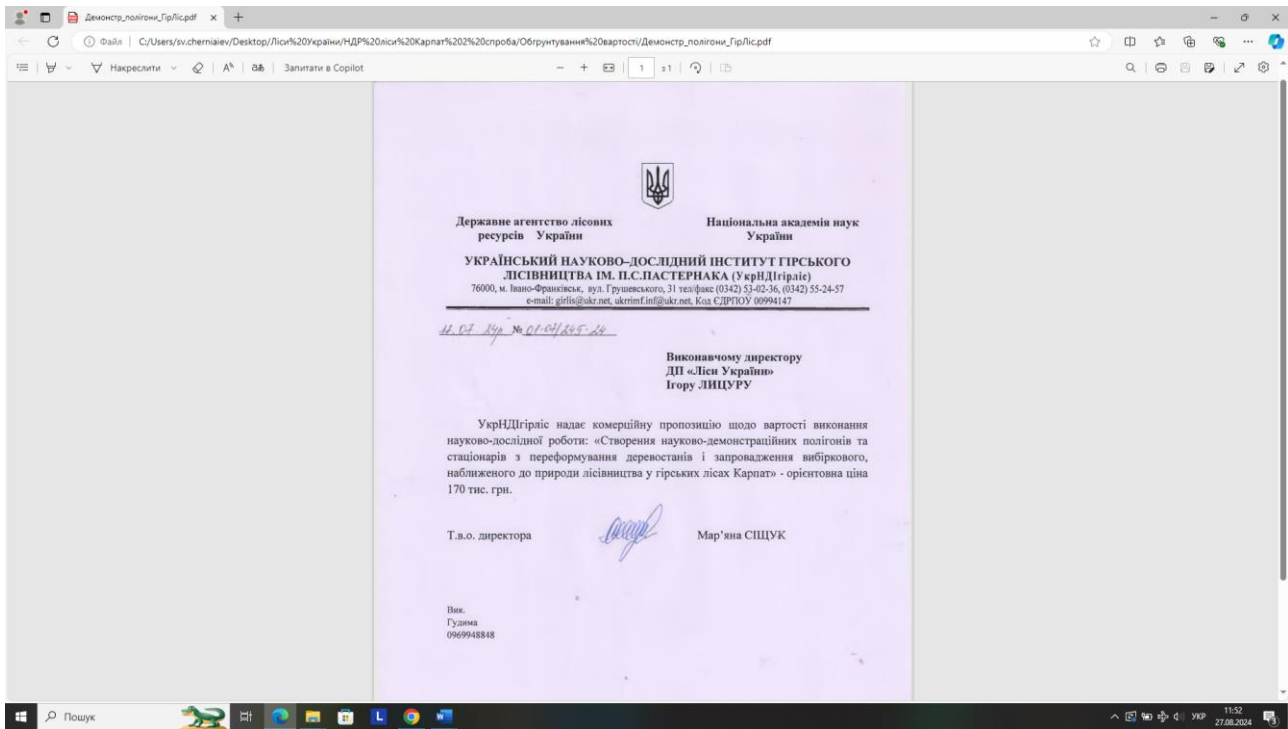 Демонстр_полігони_ГірЛіс.pdf
Файл | C:/Users/sv.cherniaiev/Desktop/Ліси%20України/НДР%20ліси%20Карпат%202%20спроба/Обгрунтування%20вартості/Демонстр_полігони_ГірЛіс.pdf
Накреслити Запитати в Copilot 1 з 1
Державне агентство лісових Національна академія наук
ресурсів України України
УКРАЇНСЬКИЙ НАУКОВО–ДОСЛІДНИЙ ІНСТИТУТ ГІРСЬКОГО
ЛІСІВНИЦТВА ІМ. П.С.ПАСТЕРНАКА (УкрНДІгірліс)
76000, м. Івано-Франківськ, вул. Грушевського, 31 тел/факс (0342) 53-02-36, (0342) 55-24-57
e-mail: girlis@ukr.net, ukrrimf.inf@ukr.net, Код ЄДРПОУ 00994147
№ 01-07/245-24
Виконавчому директору
ДП «Ліси України»
Ігору ЛИЦУРУ
УкрНДІгірліс надає комерційну пропозицію щодо вартості виконання
науково-дослідної роботи: «Створення науково-демонстраційних полігонів та
стаціонарів з переформування деревостанів і запровадження вибіркового,
наближеного до природи лісівництва у гірських лісах Карпат» - орієнтовна ціна
170 тис. грн.
Т.в.о. директора Мар’яна СІЩУК
Вик.
Гудима
0969948848
Пошук
УКР
11:52
27.08.2024